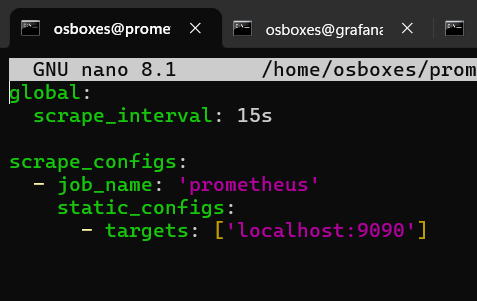 osboxes@prome
osboxes@grafana
GNU nano 8.1 /home/osboxes/prom
global:
  scrape_interval: 15s

scrape_configs:
  - job_name: 'prometheus'
    static_configs:
      - targets: ['localhost:9090']